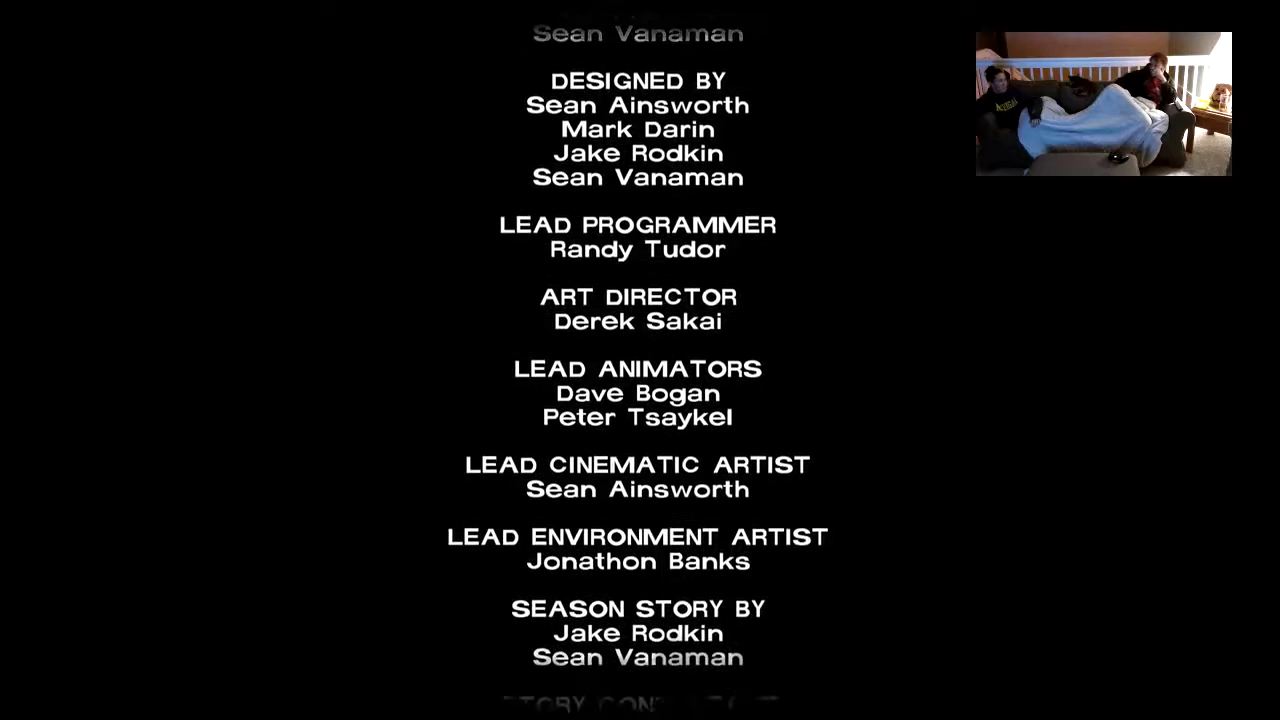 Sean Vanaman
DESIGNED BY
Sean Ainsworth
Mark Darin
Jake Rodkin
Sean Vanaman
LEAD PROGRAMMER
Randy Tudor
ART DIRECTOR
Derek Sakai
LEAD ANIMATORS
Dave Bogan
Peter Tsaykel
LEAD CINEMATIC ARTIST
Sean Ainsworth
LEAD ENVIRONMENT ARTIST
Jonathon Banks
SEASON STORY BY
Jake Rodkin
Sean Vanaman